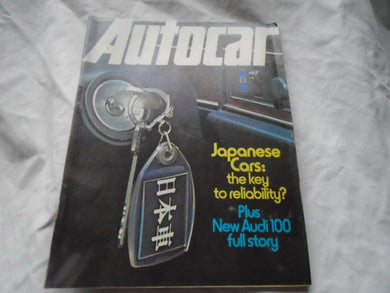 Autocar
Japanese
Cars:
the key
to reliability?
Plus
New Audi 100
full story
日本車